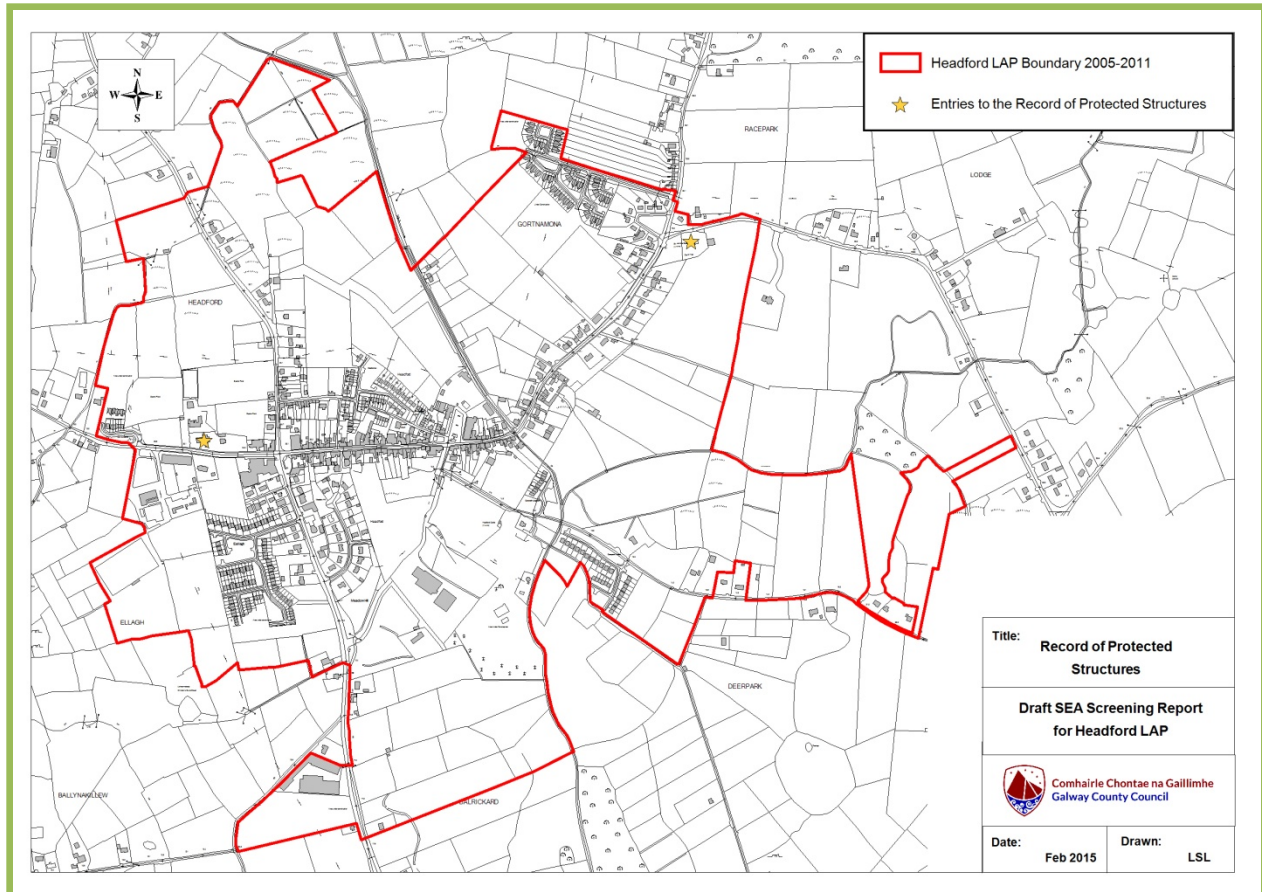 N
W E
S
Headford LAP Boundary 2005-2011
Entries to the Record of Protected Structures
RACEPARK
LODGE
GORTNAMONA
HEADFORD
ELLAGH
DEERPARK
BALLYNAKILLEW
Title:
Record of Protected
Structures
Draft SEA Screening Report
for Headford LAP
Comhairle Chontae na Gaillimhe
Galway County Council
Date:
Feb 2015
Drawn:
LSL